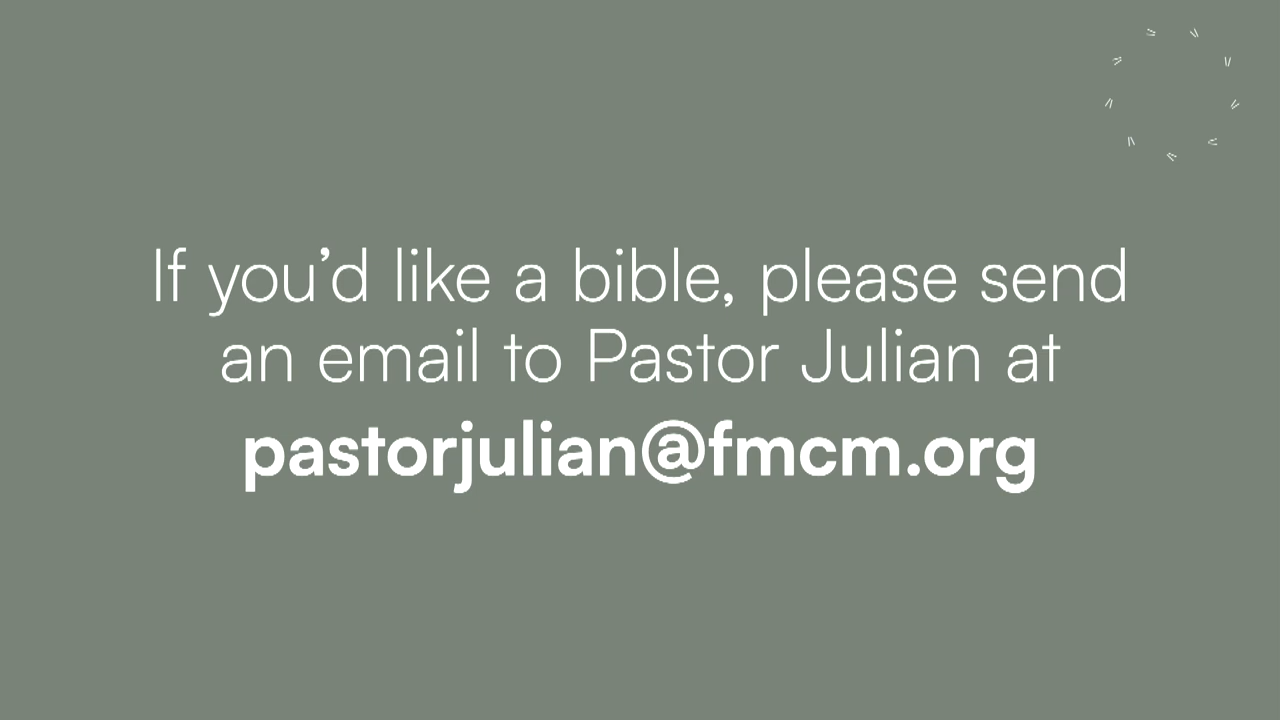 If you’d like a bible, please send
an email to Pastor Julian at
pastorjulian@fmcm.org